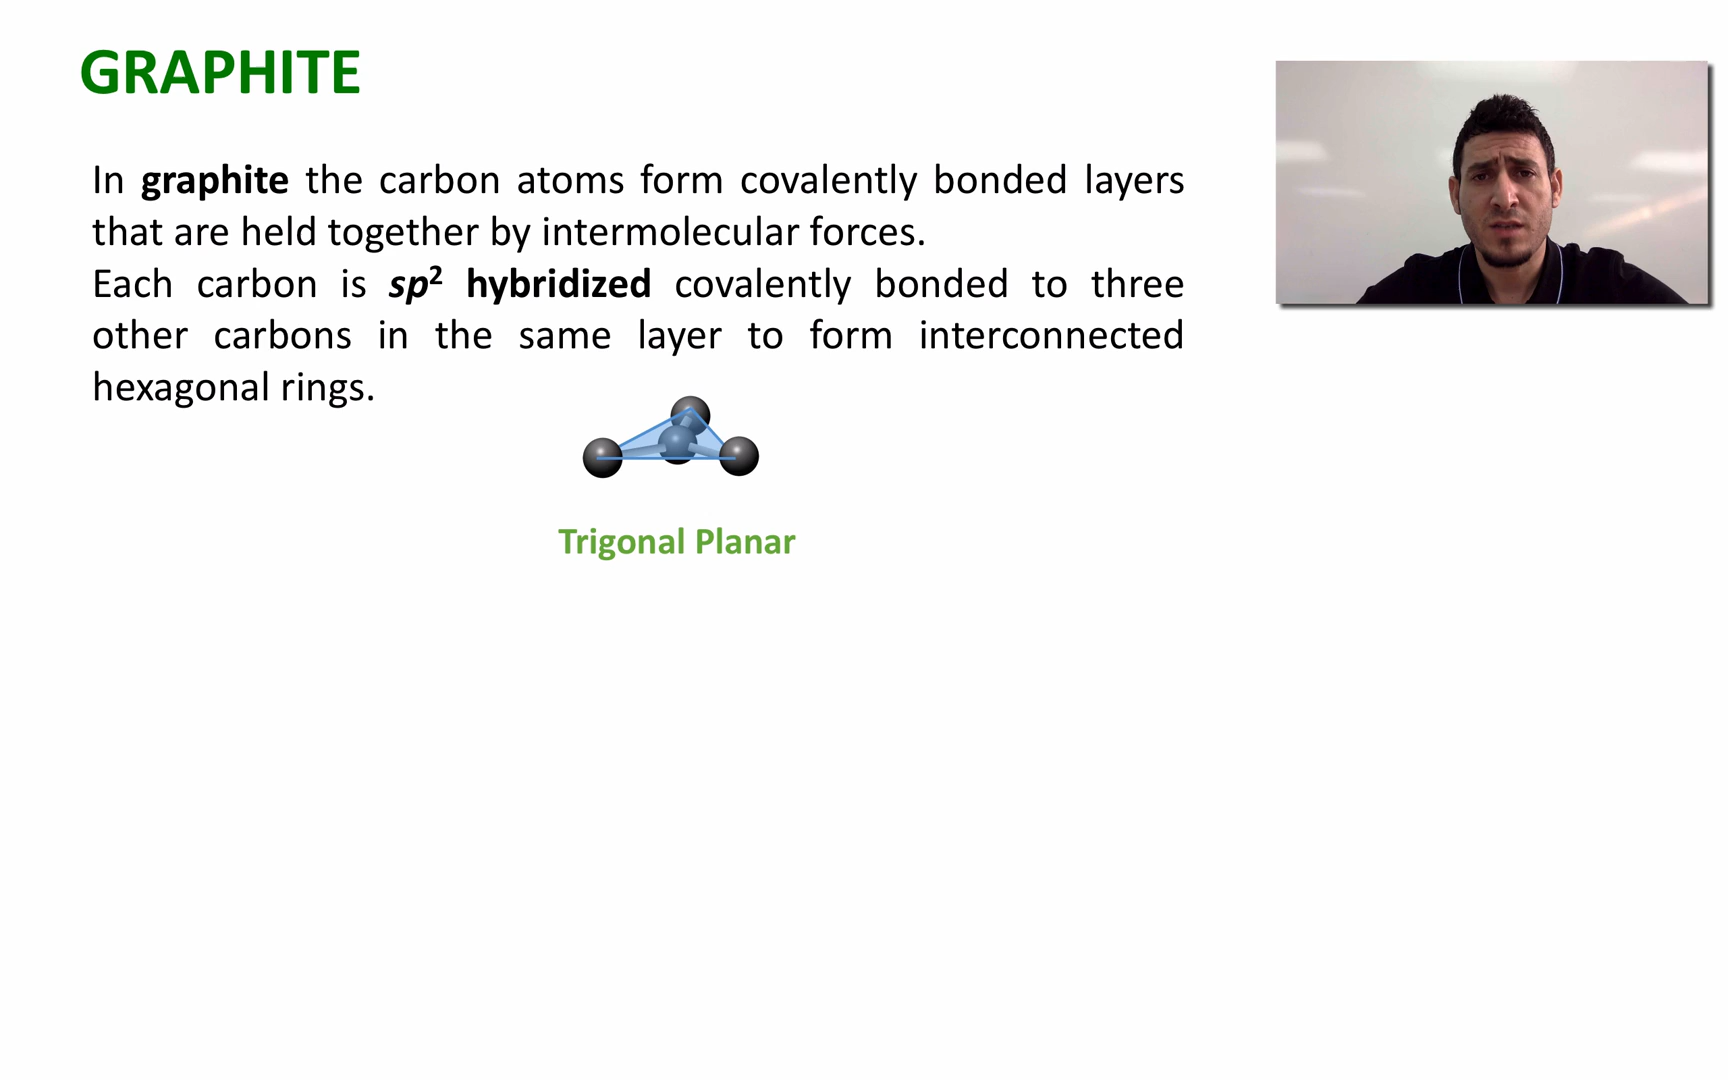 GRAPHITE
In graphite the carbon atoms form covalently bonded layers
that are held together by intermolecular forces.
Each carbon is sp² hybridized covalently bonded to three
other carbons in the same layer to form interconnected
hexagonal rings.
Trigonal Planar